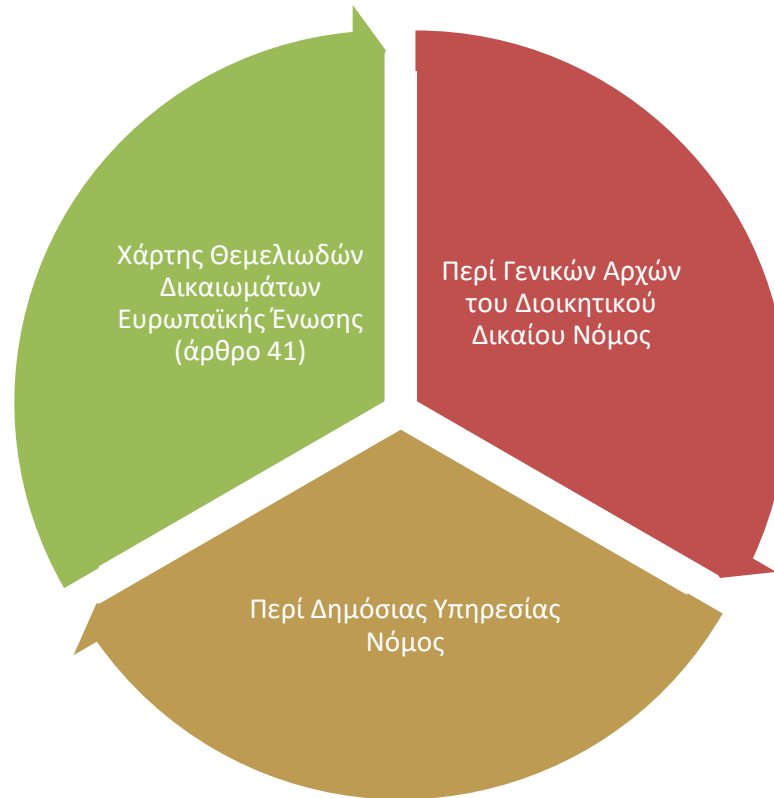 Χάρτης Θεμελιωδών
Δικαιωμάτων
Ευρωπαϊκής Ένωσης
(άρθρο 41)
Περί Γενικών Αρχών
του Διοικητικού
Δικαίου Νόμος
Περί Δημόσιας Υπηρεσίας
Νόμος